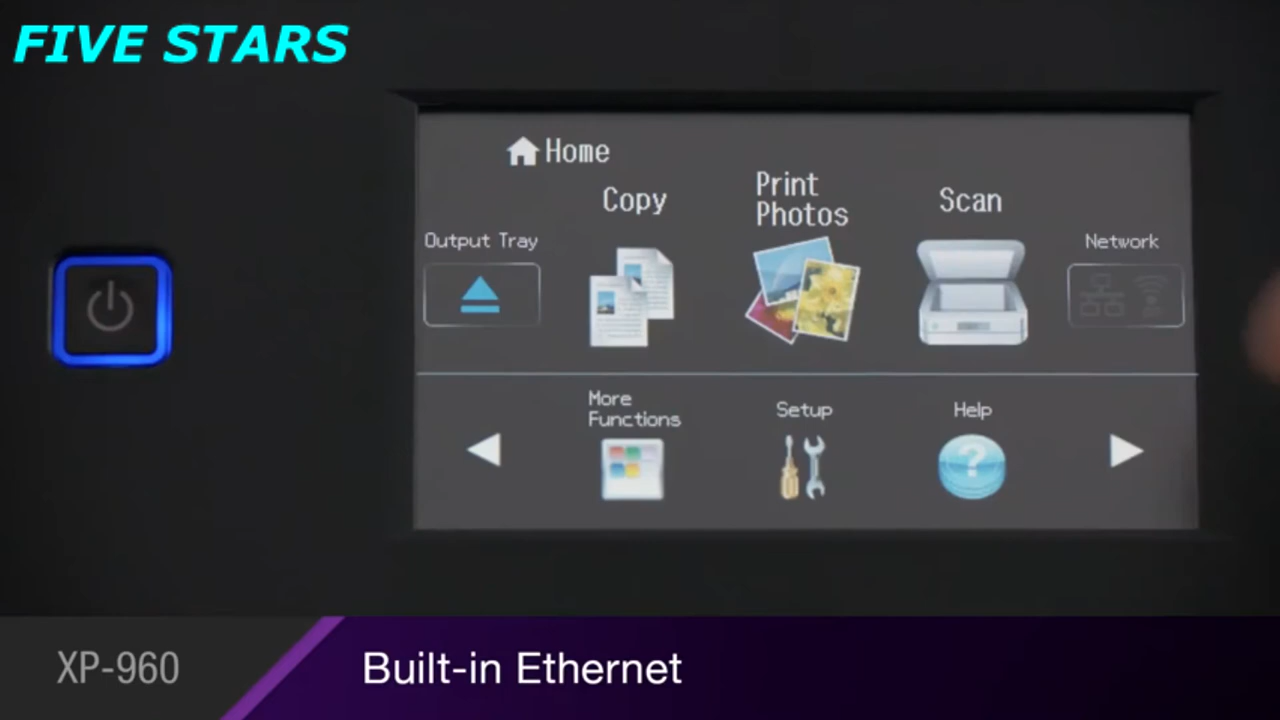 FIVE STARS
Home
Copy
Print
Photos
Scan
Output Tray
Network
More
Functions
Setup
Help
?
XP-960
Built-in Ethernet